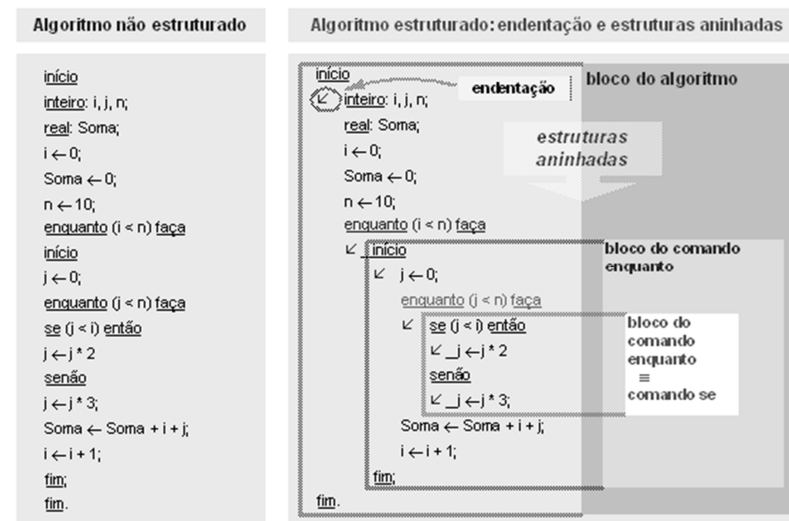 Algoritmo não estruturado
início
inteiro: i, j, n;
real: Soma;
i ← 0;
Soma ← 0;
n ← 10;
enquanto (i < n) faça
início
j ← 0;
enquanto (j < n) faça
se (j < i) então
j ← j * 2
senão
j ← j * 3;
Soma ← Soma + i + j;
i ← i + 1;
fim;
fim.
Algoritmo estruturado: endentação e estruturas aninhadas
início
endentação
bloco do algoritmo
↙ inteiro: i, j, n;
real: Soma;
estruturas
aninhadas
i ← 0;
Soma ← 0;
n ← 10;
enquanto (i < n) faça
↙ início
bloco do comando
enquanto
↙ j ← 0;
enquanto (j < n) faça
↙ se (j < i) então
↙ j ← j * 2
senão
↙ j ← j * 3;
bloco do
comando
enquanto
≡
comando se
Soma ← Soma + i + j;
i ← i + 1;
fim;
fim.